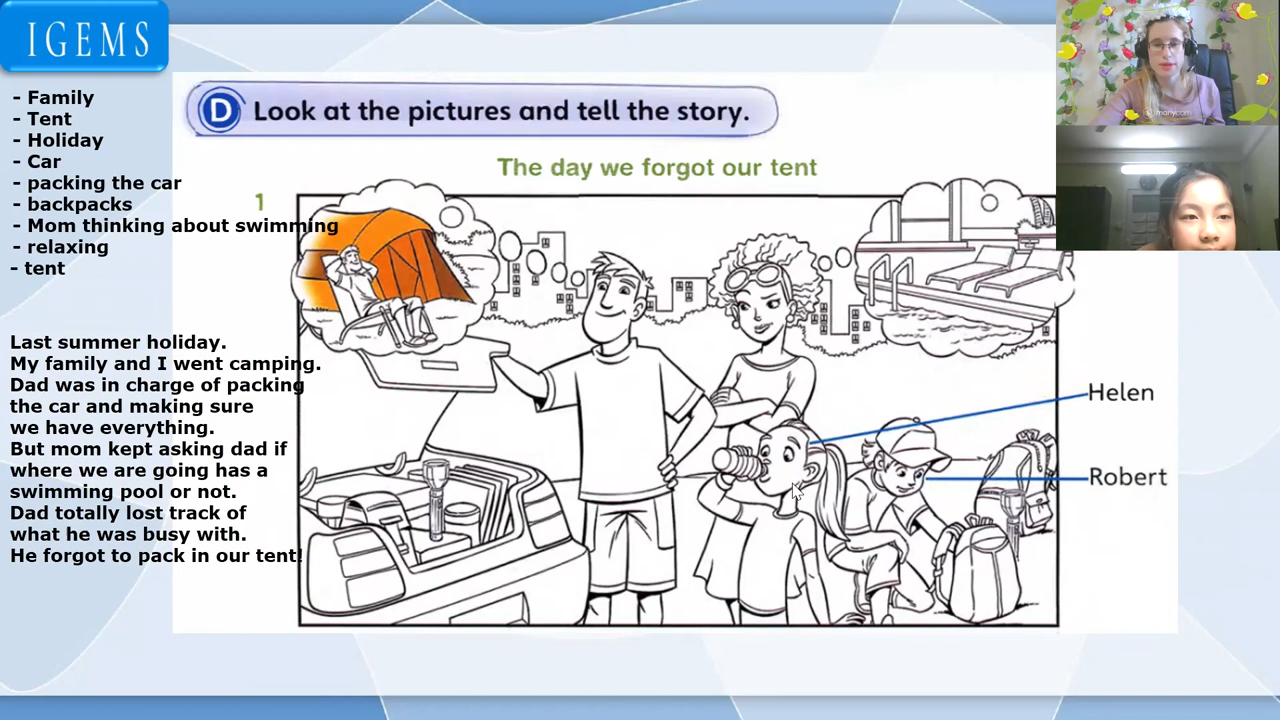 IGEMS
- Family
- Tent
- Holiday
- Car
- packing the car
- backpacks
- Mom thinking about swimming
- relaxing
- tent
Last summer holiday.
My family and I went camping.
Dad was in charge of packing
the car and making sure
we have everything.
But mom kept asking dad if
where we are going has a
swimming pool or not.
Dad totally lost track of
what he was busy with.
He forgot to pack in our tent!
D Look at the pictures and tell the story.
The day we forgot our tent
1
Helen
Robert